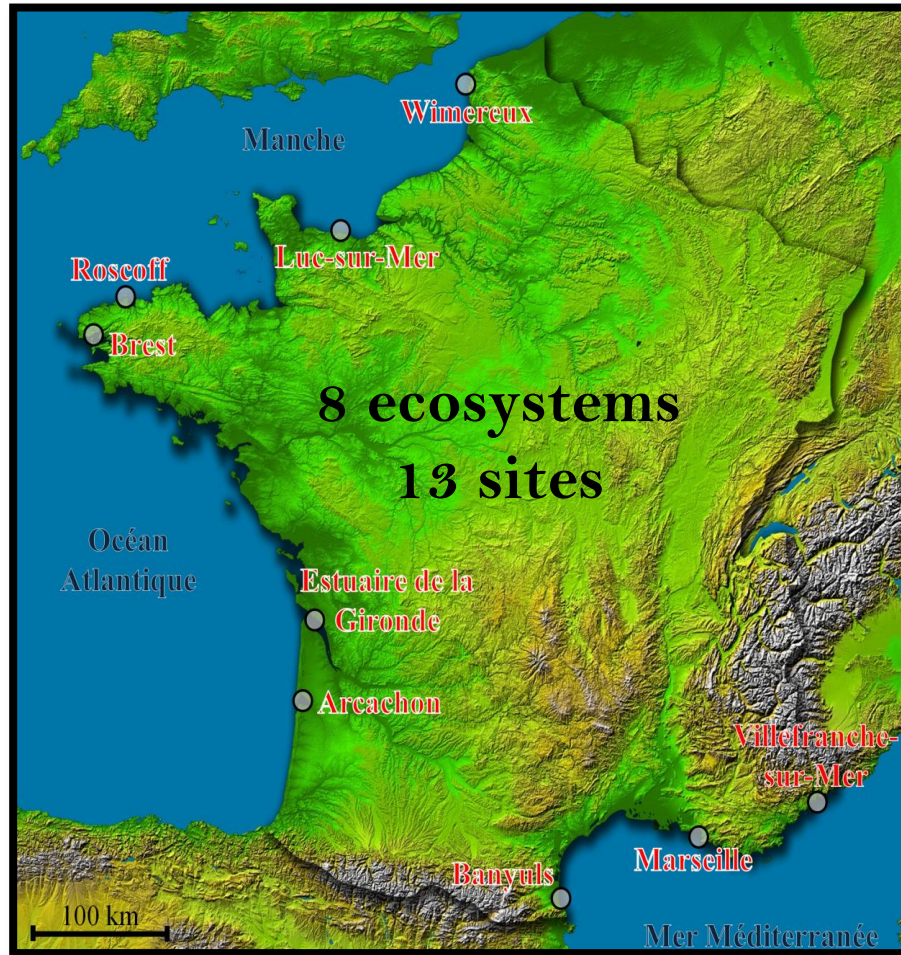 Wimereux
Manche
Luc-sur-Mer
Roscoff
Brest
8 ecosystems
13 sites
Océan
Atlantique
Estuaire de la
Gironde
Arcachon
Villefranche-
sur-Mer
Marseille
Banyuls
100 km
Mer Méditerranée